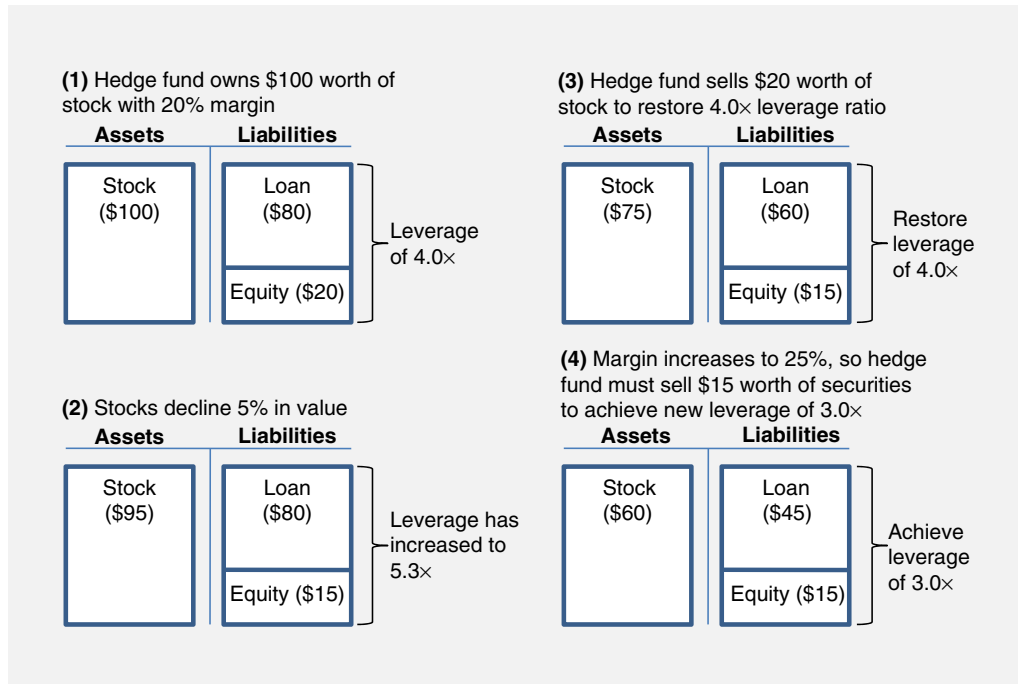 (1) Hedge fund owns $100 worth of
stock with 20% margin
Assets Liabilities
Stock
($100)
Loan
($80)
Equity ($20)
Leverage
of 4.0×
(2) Stocks decline 5% in value
Assets Liabilities
Stock
($95)
Loan
($80)
Equity ($15)
Leverage has
increased to
5.3×
(3) Hedge fund sells $20 worth of
stock to restore 4.0× leverage ratio
Assets Liabilities
Stock
($75)
Loan
($60)
Equity ($15)
Restore
leverage
of 4.0×
(4) Margin increases to 25%, so hedge
fund must sell $15 worth of securities
to achieve new leverage of 3.0×
Assets Liabilities
Stock
($60)
Loan
($45)
Equity ($15)
Achieve
leverage
of 3.0×